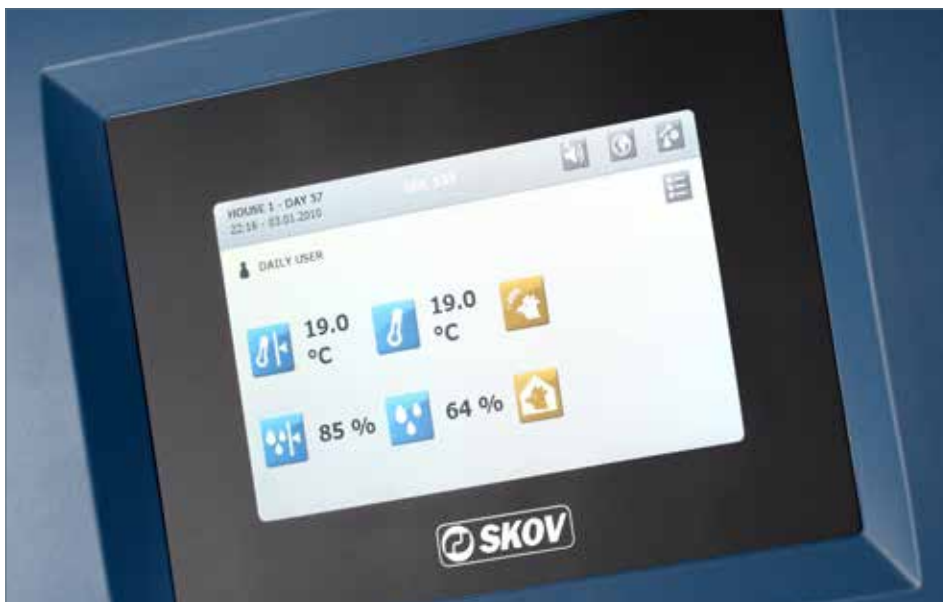 HOUSE 1 - DAY 57
22:16 - 03.01.2010
DAILY USER
19.0 °C
19.0 °C
85 %
64 %
SKOV